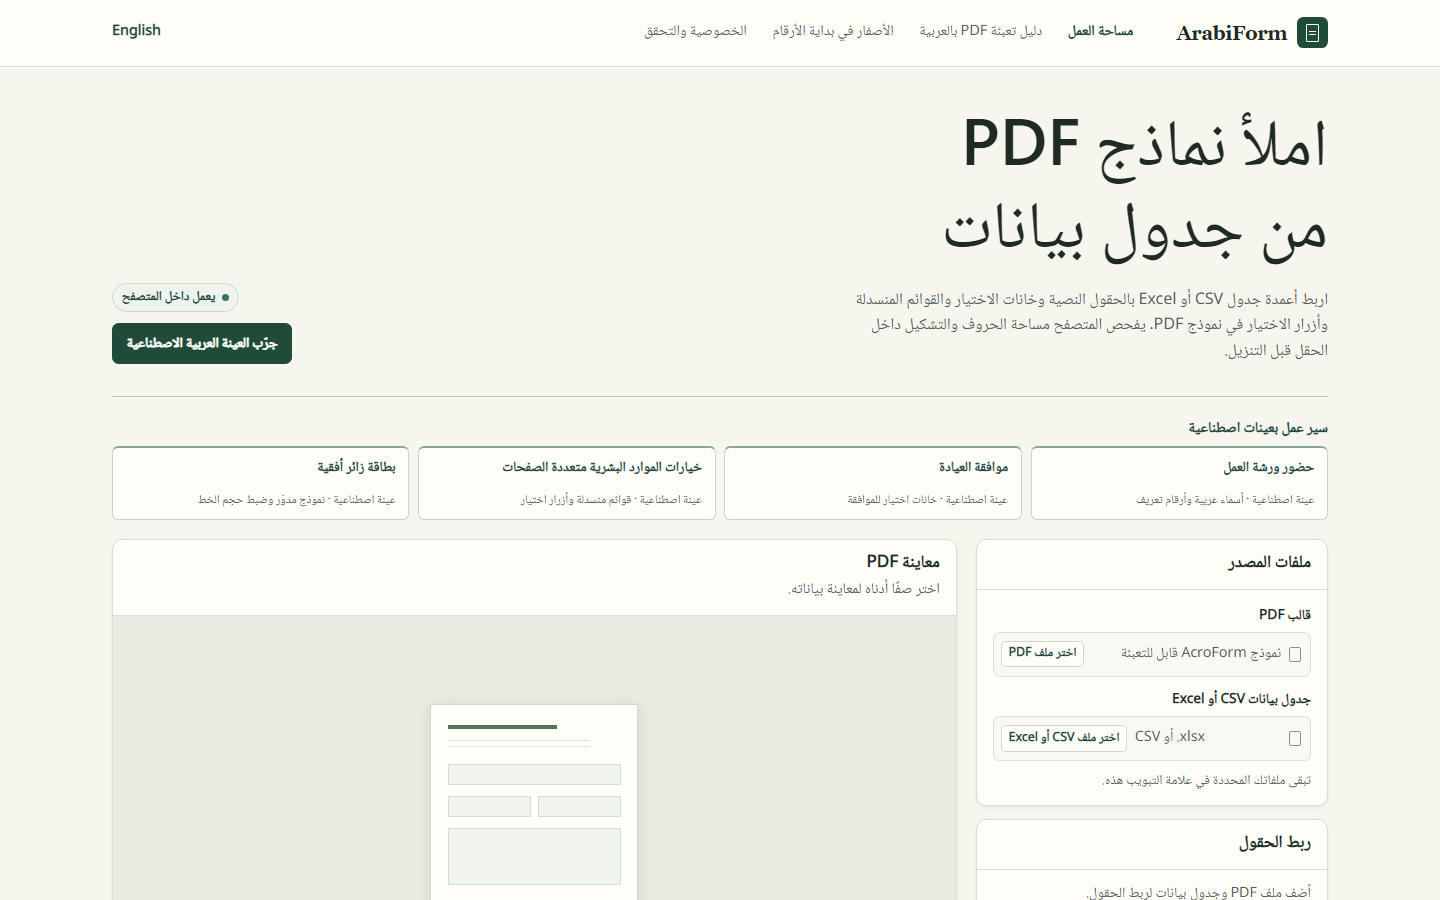 ArabiForm
مساحة العمل
دليل تعبئة PDF بالعربية
الأصفار في بداية الأرقام
الخصوصية والتحقق
English
املأ نماذج PDF
من جدول بيانات
اربط أعمدة جدول CSV أو Excel بالحقول النصية وخانات الاختيار والقوائم المنسدلة
وأزرار الاختيار في نموذج PDF. يفحص المتصفح مساحة الحروف والتشكيل داخل
الحقل قبل التنزيل.
يعمل داخل المتصفح
جرّب العينة العربية الاصطناعية
سير عمل بعينات اصطناعية
حضور ورشة العمل
عينة اصطناعية · أسماء عربية وأرقام تعريف
موافقة العيادة
عينة اصطناعية · خانات اختيار للموافقة
خيارات الموارد البشرية متعددة الصفحات
عينة اصطناعية · قوائم منسدلة وأزرار اختيار
بطاقة زائر أفقية
عينة اصطناعية · نموذج مدوّر وضبط حجم الخط
ملفات المصدر
قالب PDF
نموذج AcroForm قابل للتعبئة
اختر ملف PDF
جدول بيانات CSV أو Excel
‎.xlsx أو CSV
اختر ملف CSV أو Excel
تبقى ملفاتك المحددة في علامة التبويب هذه.
ربط الحقول
أضف ملف PDF وجدول بيانات لربط الحقول.
معاينة PDF
اختر صفًا أدناه لمعاينة بياناته.